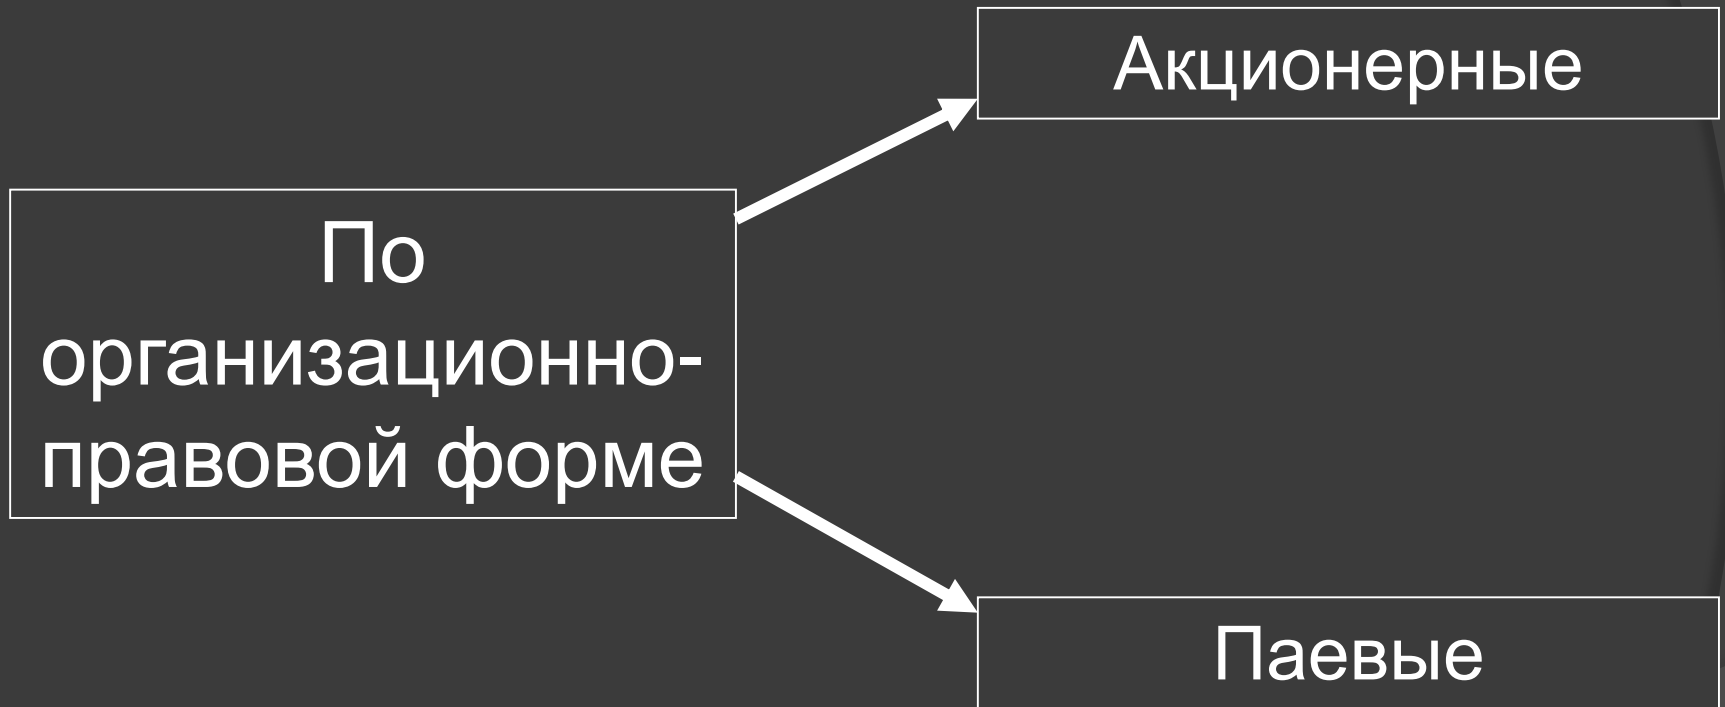 Акционерные
По
организационно-
правовой форме
Паевые